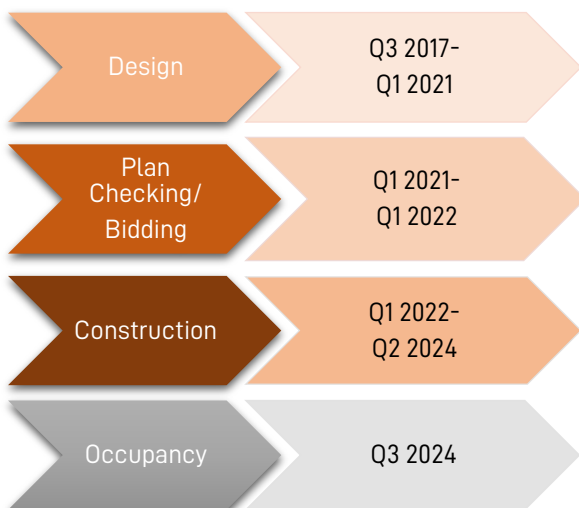 Design
Q3 2017-
Q1 2021
Plan
Checking/
Bidding
Q1 2021-
Q1 2022
Construction
Q1 2022-
Q2 2024
Occupancy
Q3 2024